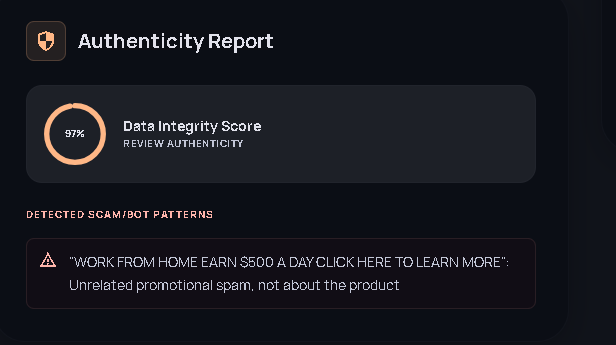 Authenticity Report
97%
Data Integrity Score
REVIEW AUTHENTICITY
DETECTED SCAM/BOT PATTERNS
"WORK FROM HOME EARN $500 A DAY CLICK HERE TO LEARN MORE":
Unrelated promotional spam, not about the product